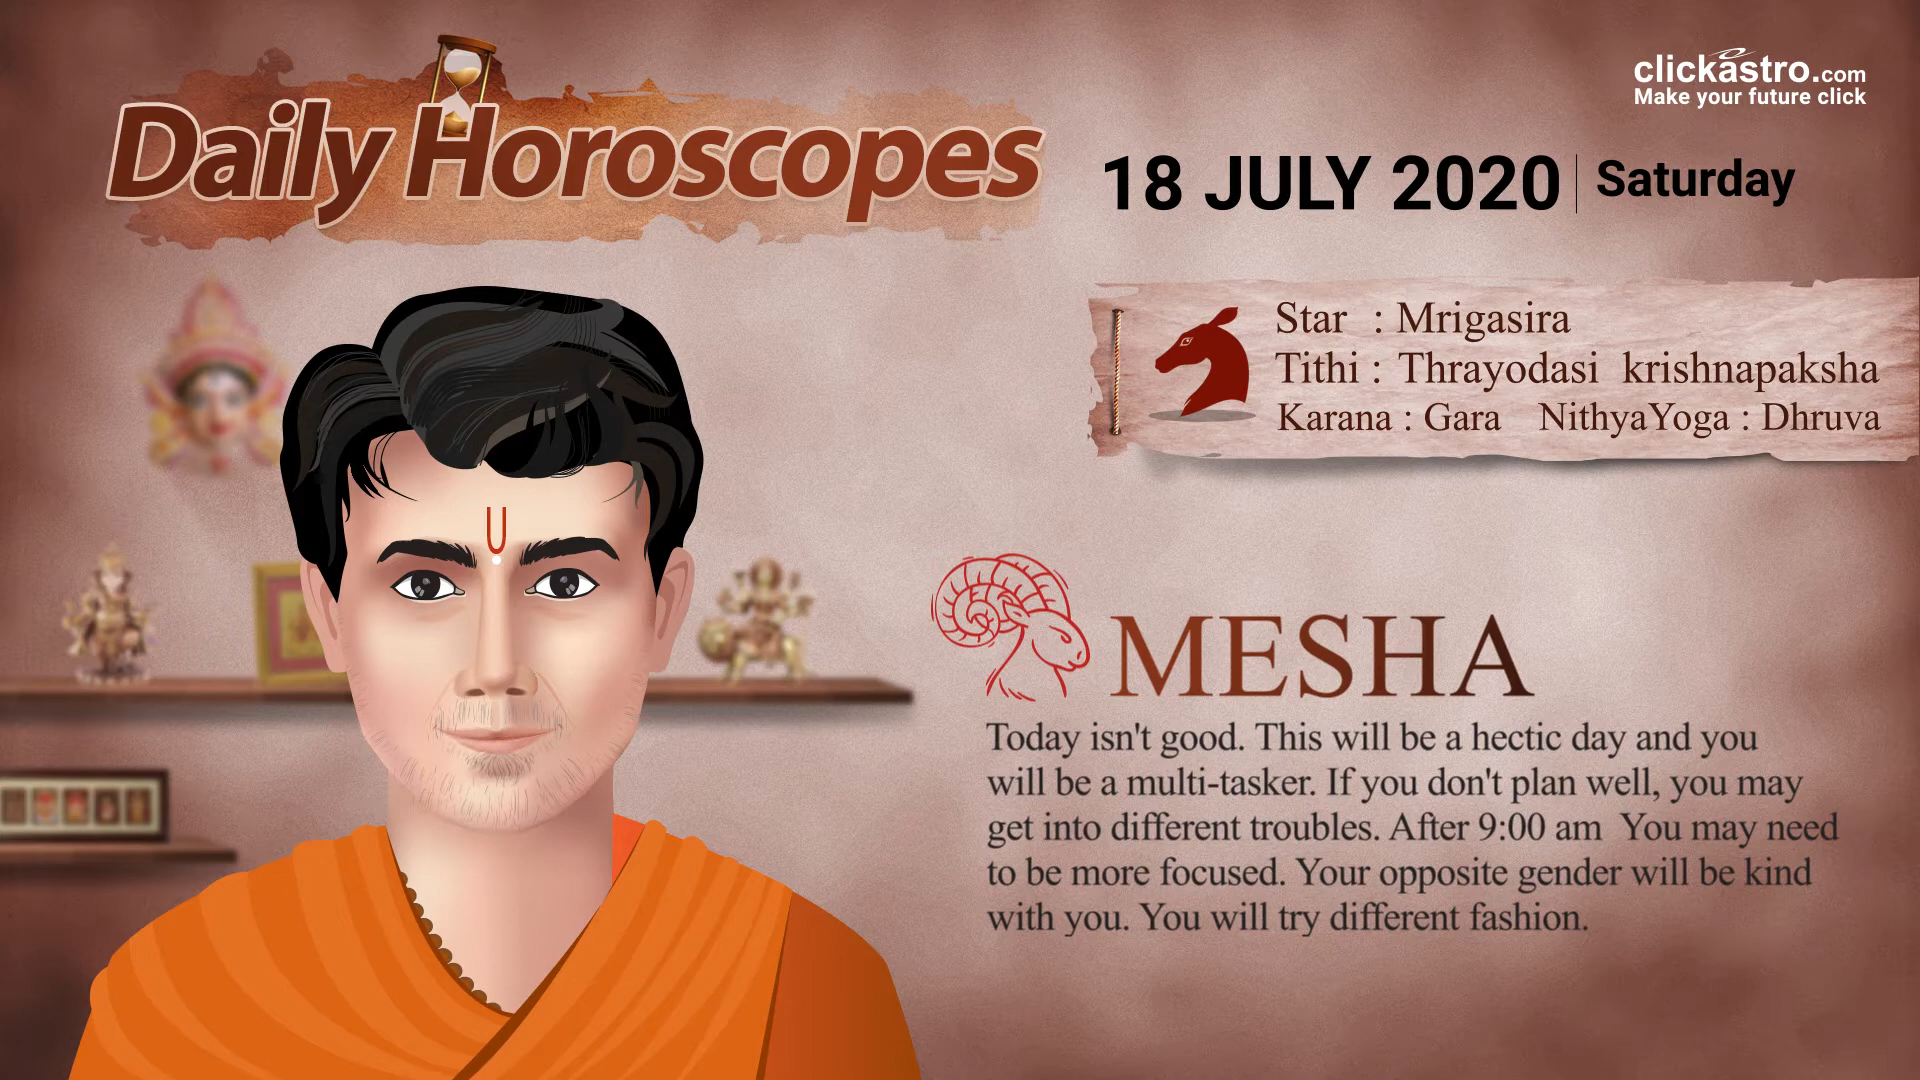 Daily Horoscopes
clickastro.com
Make your future click
18 JULY 2020 Saturday
Star : Mrigasira
Tithi : Thrayodasi krishnapaksha
Karana : Gara NithyaYoga : Dhruva
MESHA
Today isn't good. This will be a hectic day and you
will be a multi-tasker. If you don't plan well, you may
get into different troubles. After 9:00 am You may need
to be more focused. Your opposite gender will be kind
with you. You will try different fashion.